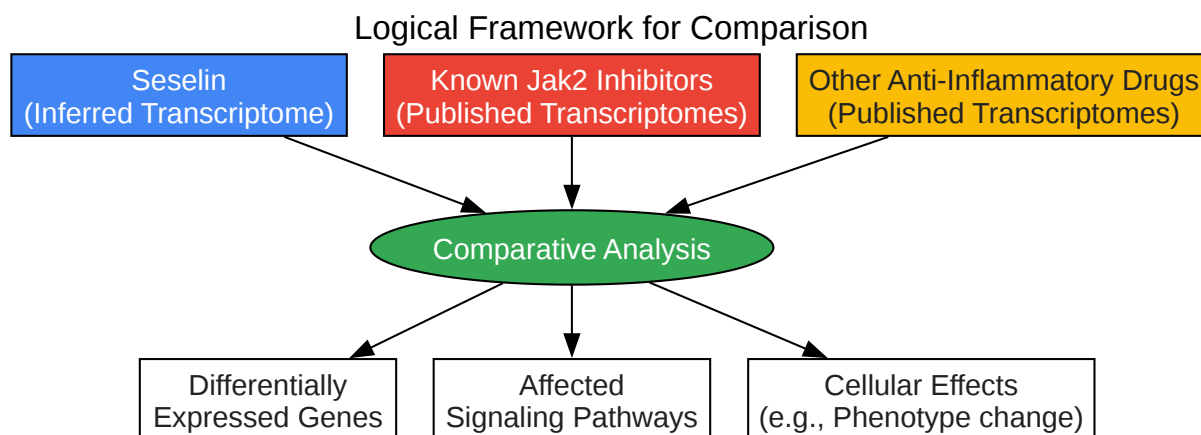 Logical Framework for Comparison
Seselin
(Inferred Transcriptome)
Known Jak2 Inhibitors
(Published Transcriptomes)
Other Anti-Inflammatory Drugs
(Published Transcriptomes)
Comparative Analysis
Differentially
Expressed Genes
Affected
Signaling Pathways
Cellular Effects
(e.g., Phenotype change)